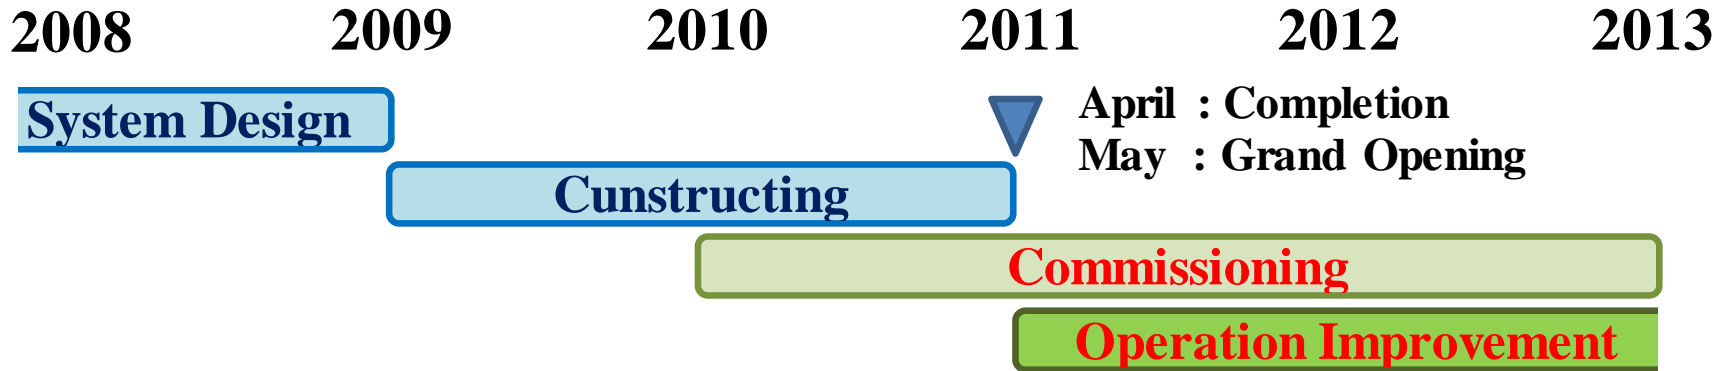 2008 2009 2010 2011 2012 2013
System Design
April : Completion
May : Grand Opening
Cunstructing
Commissioning
Operation Improvement